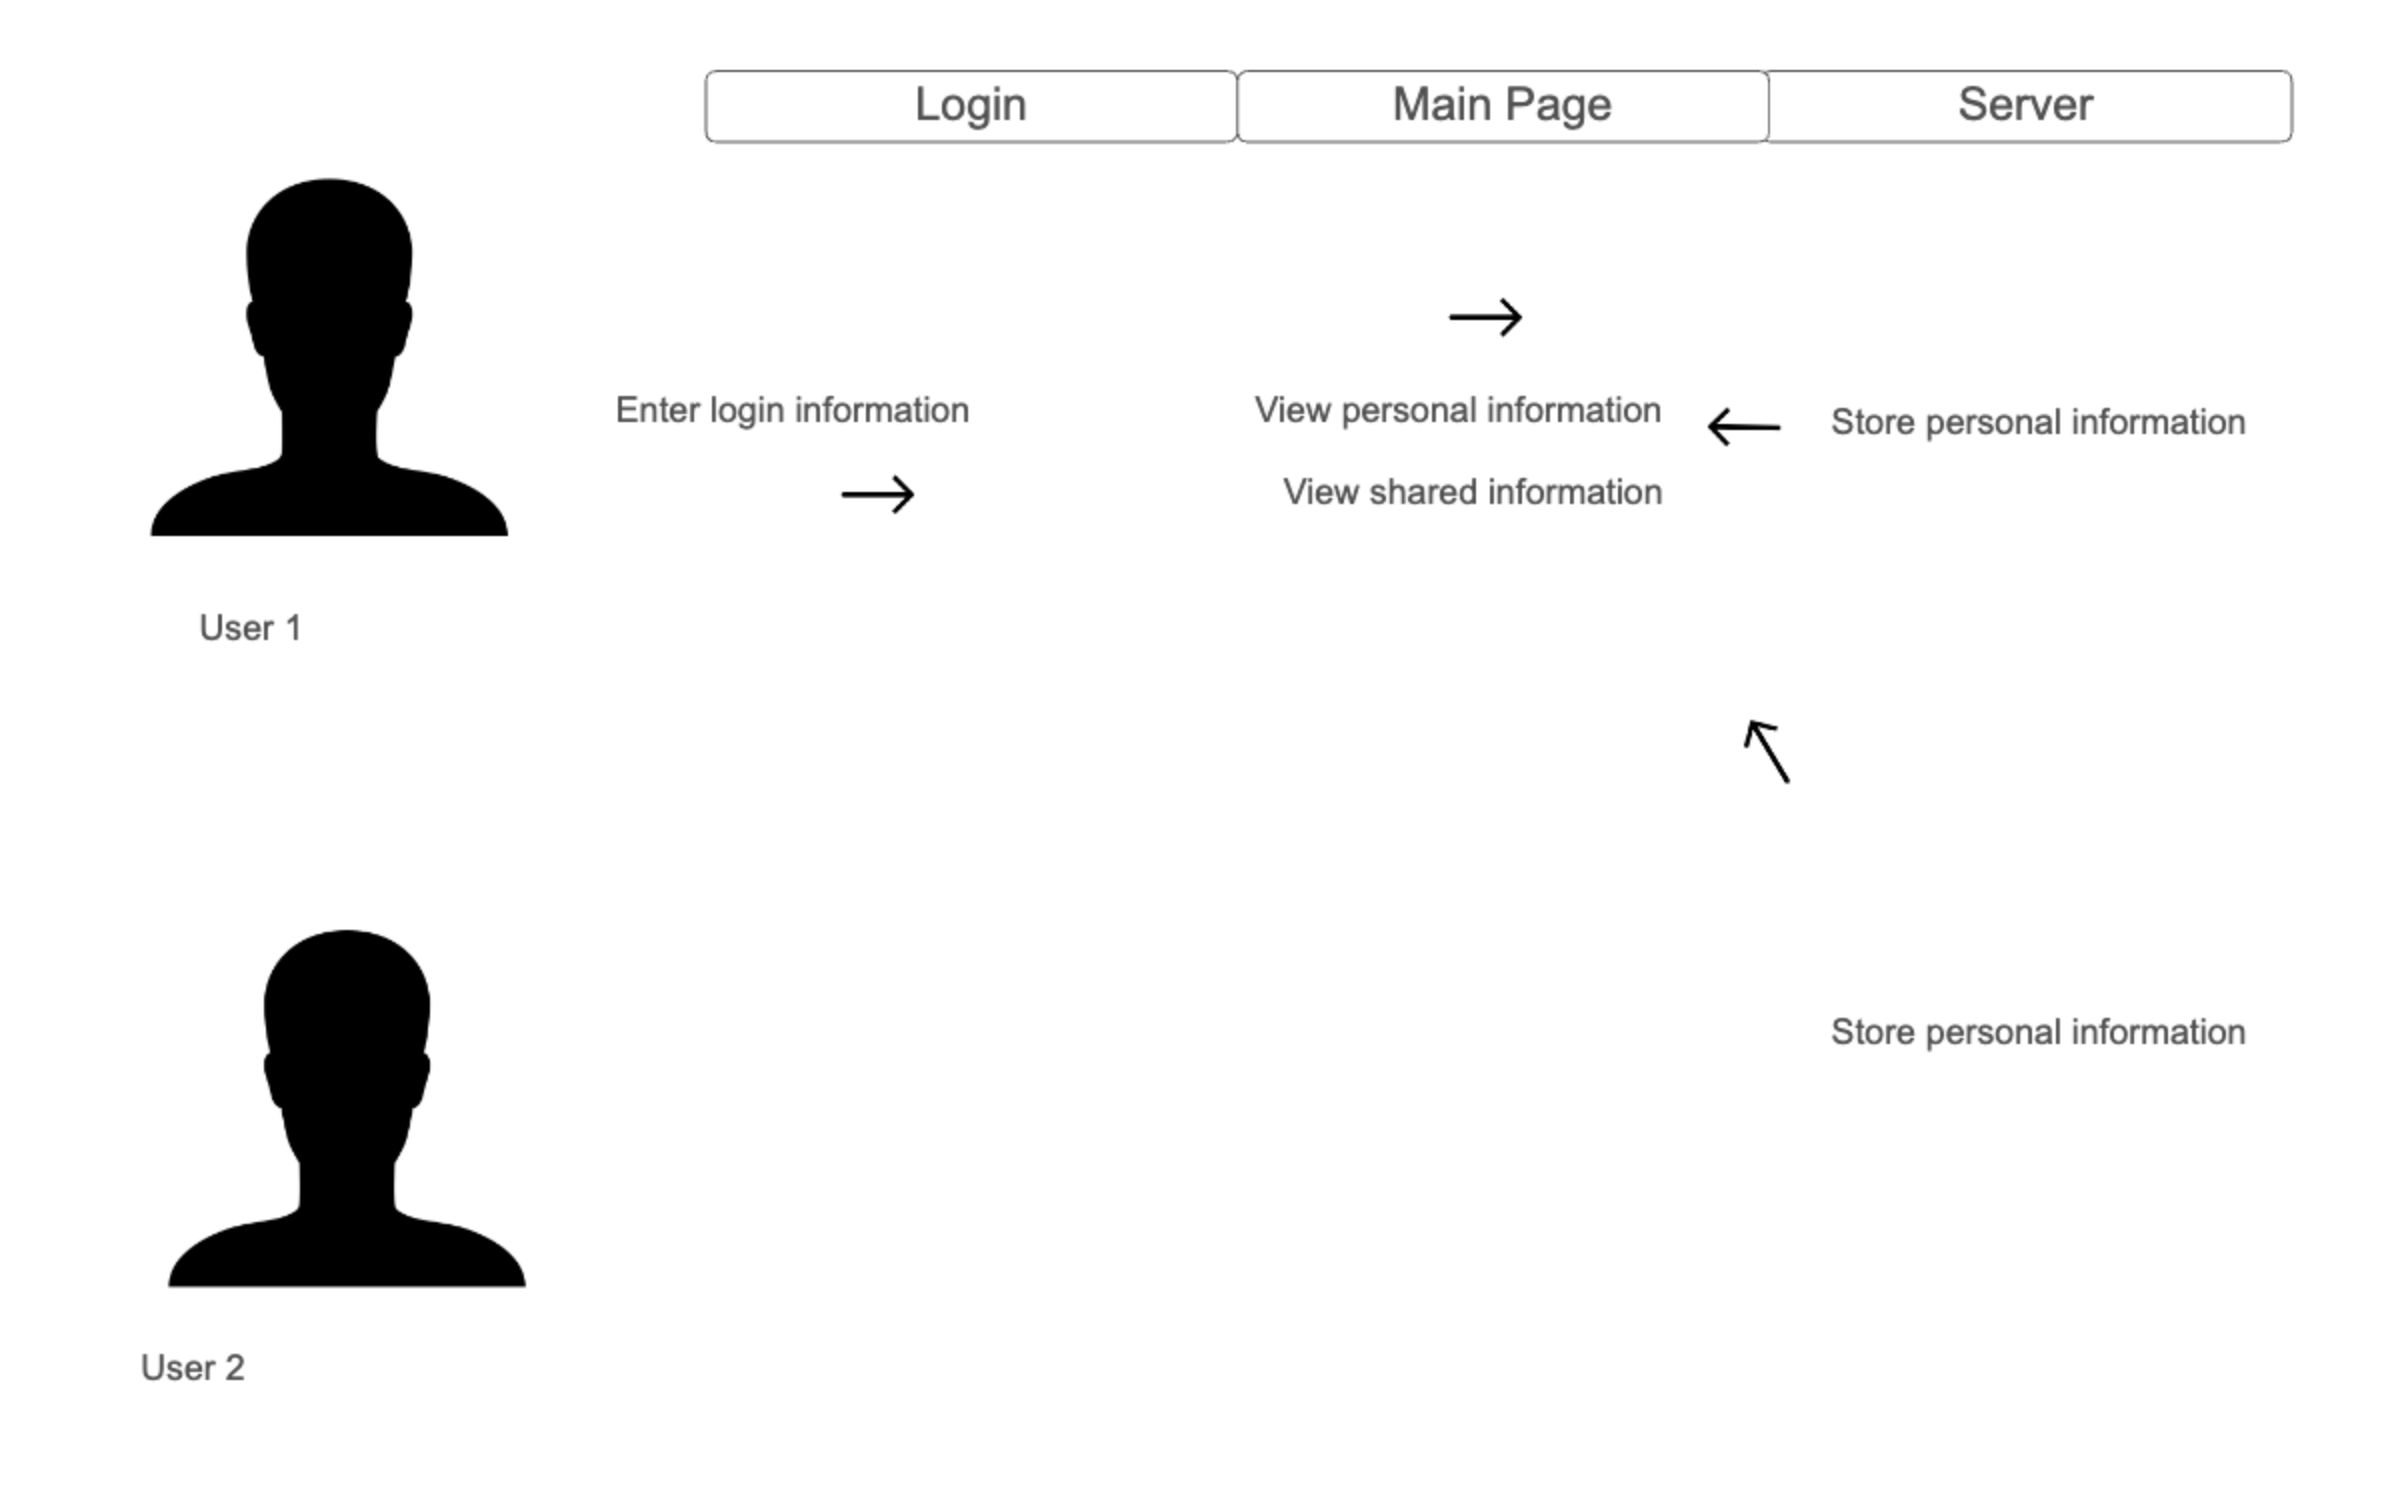 Login
Main Page
Server
Enter login information
View personal information
Store personal information
View shared information
User 1
Store personal information
User 2